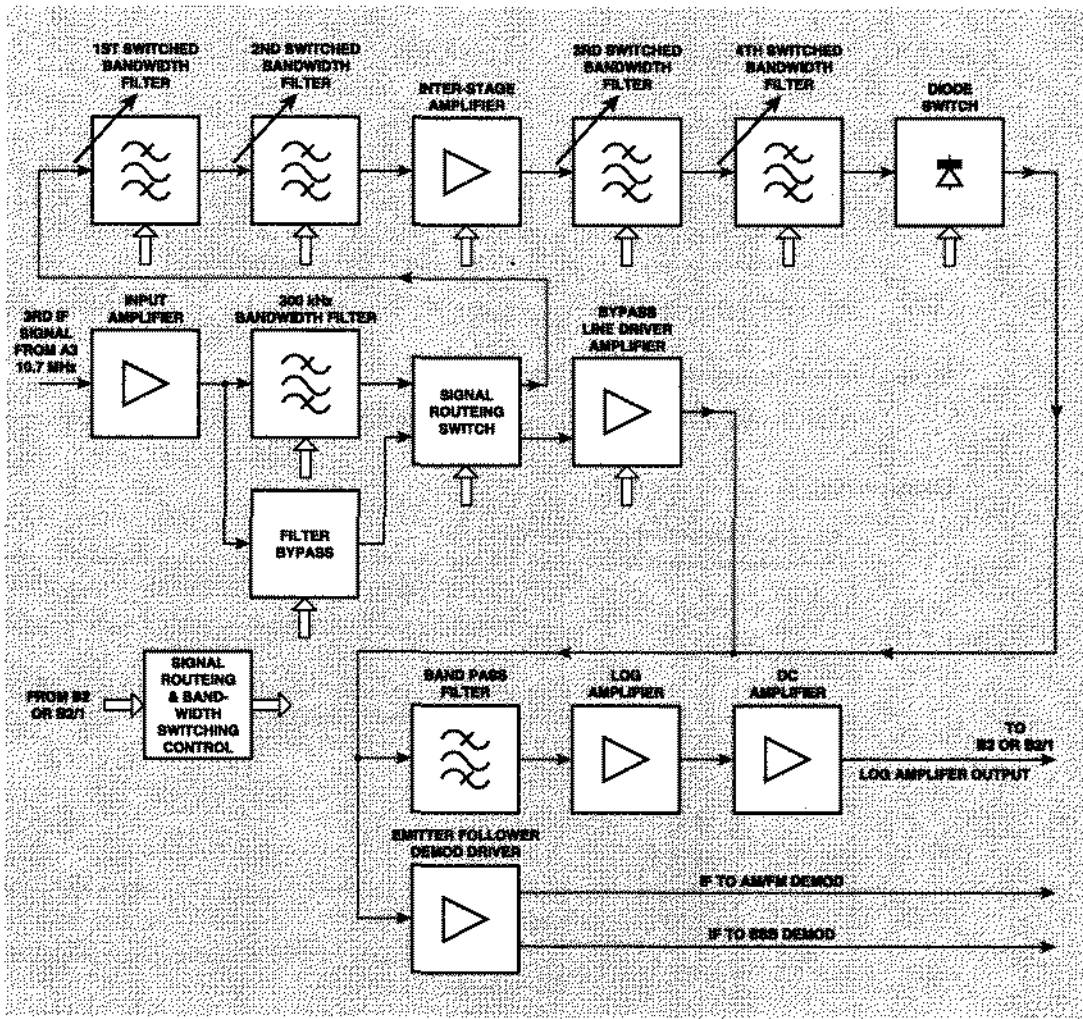 1ST SWITCHED
BANDWIDTH
FILTER
2ND SWITCHED
BANDWIDTH
FILTER
INTER-STAGE
AMPLIFIER
3RD SWITCHED
BANDWIDTH
FILTER
4TH SWITCHED
BANDWIDTH
FILTER
DIODE
SWITCH
3RD IF
SIGNAL
FROM A3
10.7 MHz
INPUT
AMPLIFIER
300 kHz
BANDWIDTH FILTER
SIGNAL
ROUTEING
SWITCH
BYPASS
LINE DRIVER
AMPLIFIER
FILTER
BYPASS
FROM B2
OR B2/1
SIGNAL
ROUTEING
& BAND-
WIDTH
SWITCHING
CONTROL
BAND PASS
FILTER
LOG
AMPLIFIER
DC
AMPLIFIER
TO
B2 OR B2/1
LOG AMPLIFER OUTPUT
EMITTER FOLLOWER
DEMOD DRIVER
IF TO AM/FM DEMOD
IF TO SSB DEMOD